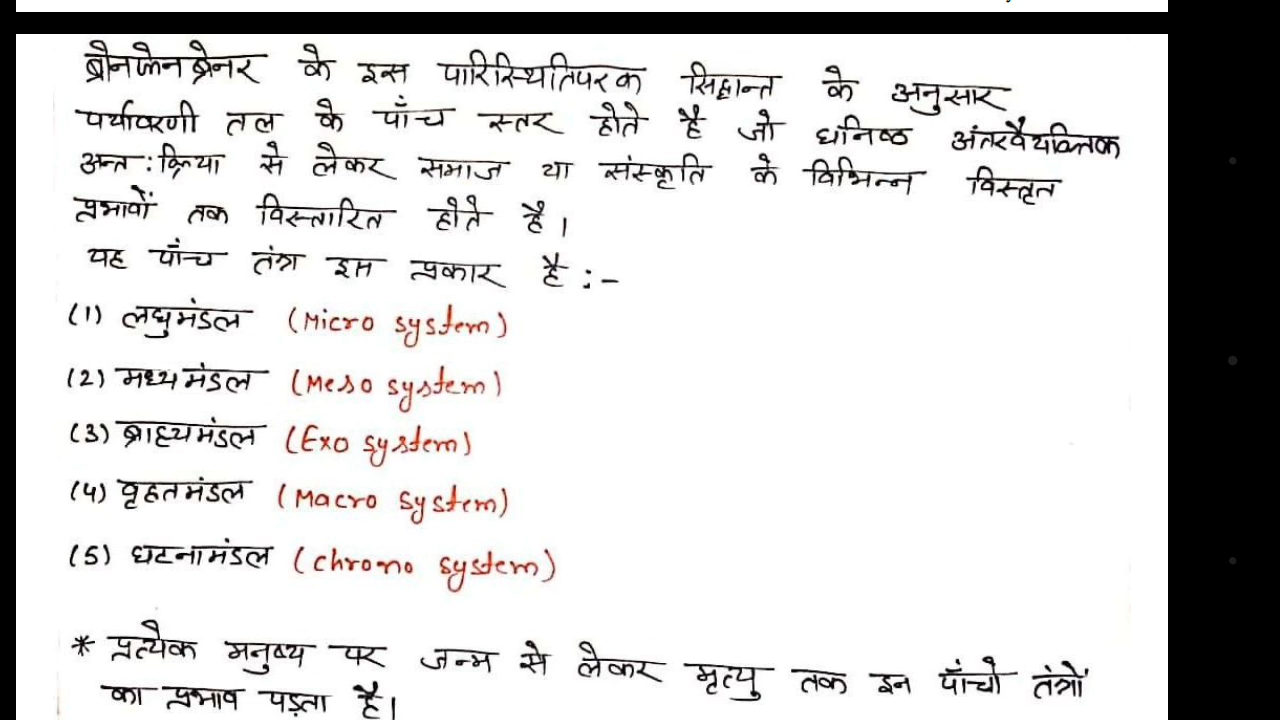 ब्रोनफेनब्रेनर के इस पारिस्थितिपरक सिद्धान्त के अनुसार
पर्यावरणी तल के पाँच स्तर होते है जो घनिष्ठ अंतरवैयक्तिक
अन्त:क्रिया से लेकर समाज या संस्कृति के विभिन्न विस्तृत
प्रभावों तक विस्तारित होते है।
यह पाँच तंत्र इस प्रकार है :-
(1) लघुमंडल (Micro system)
(2) मध्यमंडल (Meso system)
(3) ब्राह्यमंडल (Exo system)
(4) वृहतमंडल (Macro system)
(5) घटनामंडल (Chrono system)
* प्रत्येक मनुष्य पर जन्म से लेकर मृत्यु तक इन पाँचो तंत्रों
का प्रभाव पड़ता है।